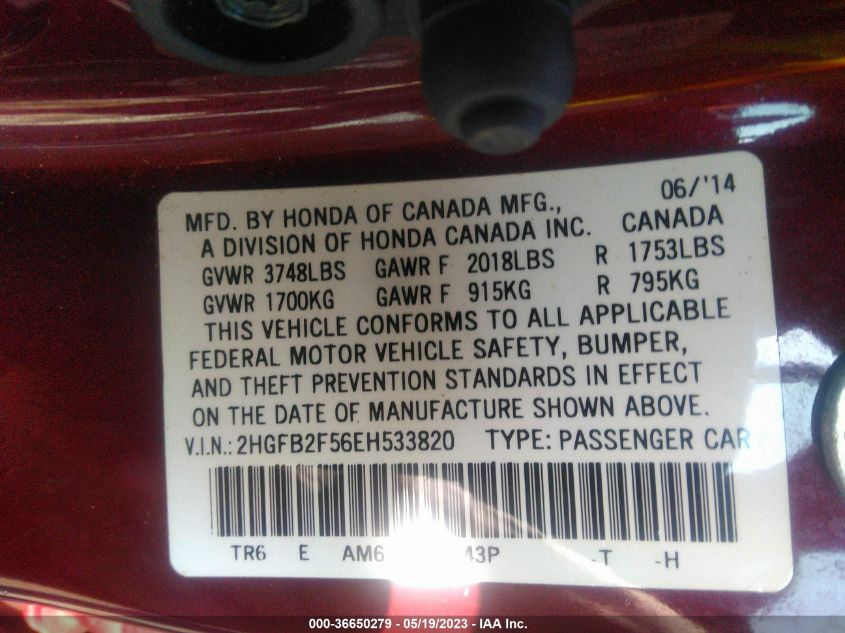 06/'14
MFD. BY HONDA OF CANADA MFG., CANADA
A DIVISION OF HONDA CANADA INC.
GVWR 3748LBS GAWR F 2018LBS R 1753LBS
GVWR 1700KG GAWR F 915KG R 795KG
THIS VEHICLE CONFORMS TO ALL APPLICABLE
FEDERAL MOTOR VEHICLE SAFETY, BUMPER,
AND THEFT PREVENTION STANDARDS IN EFFECT
ON THE DATE OF MANUFACTURE SHOWN ABOVE.
V.I.N.: 2HGFB2F56EH533820 TYPE: PASSENGER CAR
TR6 E AM6 43P -T -H
000-36650279 - 05/19/2023 - IAA Inc.